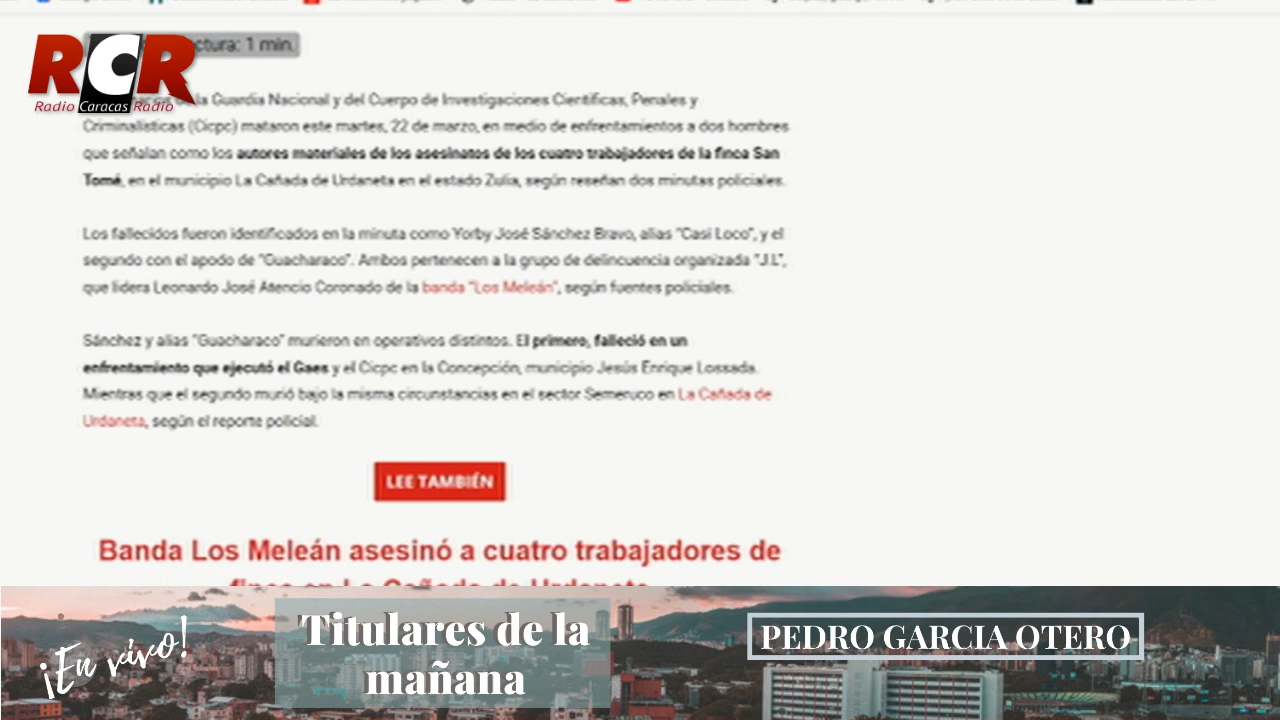 RCR
Radio Caracas Radio
ctura: 1 min.
la Guardia Nacional y del Cuerpo de Investigaciones Científicas, Penales y
Criminalísticas (Cicpc) mataron este martes, 22 de marzo, en medio de enfrentamientos a dos hombres
que señalan como los autores materiales de los asesinatos de los cuatro trabajadores de la finca San
Tomé, en el municipio La Cañada de Urdaneta en el estado Zulia, según reseñan dos minutas policiales.
Los fallecidos fueron identificados en la minuta como Yorby José Sánchez Bravo, alias "Casi Loco", y el
segundo con el apodo de "Guacharaco". Ambos pertenecen a la grupo de delincuencia organizada "J.L",
que lidera Leonardo José Atencio Coronado de la banda "Los Meleán", según fuentes policiales.
Sánchez y alias "Guacharaco" murieron en operativos distintos. El primero, falleció en un
enfrentamiento que ejecutó el Gaes y el Cicpc en la Concepción, municipio Jesús Enrique Lossada.
Mientras que el segundo murió bajo la misma circunstancias en el sector Semeruco en La Cañada de
Urdaneta, según el reporte policial.
LEE TAMBIÉN
Banda Los Meleán asesinó a cuatro trabajadores de
finca en La Cañada de Urdaneta
¡En vivo!
Titulares de la
mañana
PEDRO GARCIA OTERO